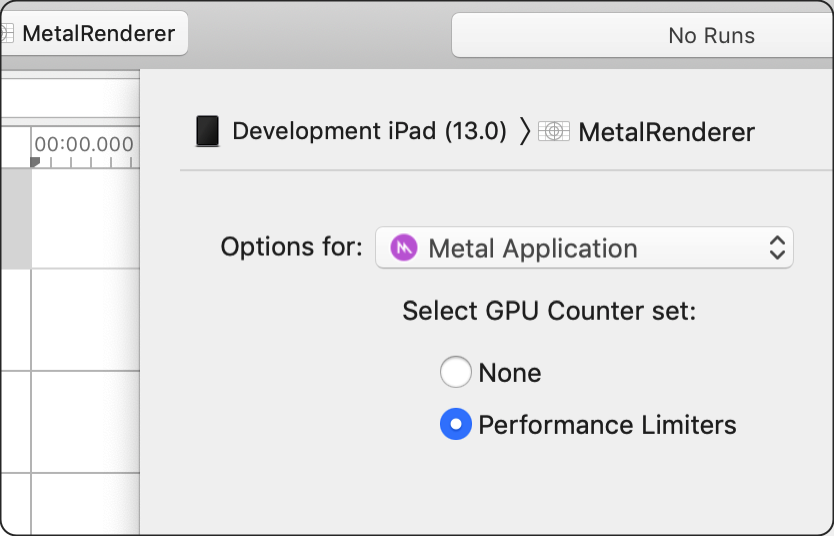 MetalRenderer
No Runs
00:00.000
Development iPad (13.0) 〉 MetalRenderer
Options for: Metal Application
Select GPU Counter set:
None
Performance Limiters